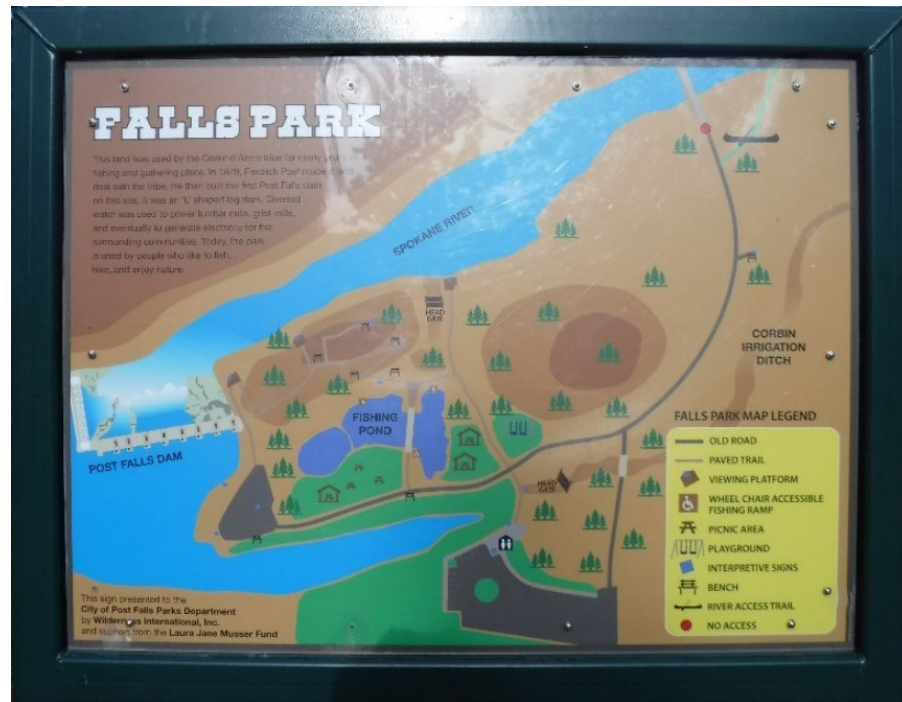 FALLS PARK
This land was used by the Coeur d'Alene tribe for many years as
fishing and gathering place. In 1879, Fredrick Post made a
deal with the tribe. He then built the first Post Falls dam
on this site. It was an 'L' shaped log dam. Diverted
water was used to power lumber mills, grist mills,
and eventually to generate electricity for the
surrounding communities. Today, the park
is used by people who like to fish,
hike, and enjoy nature.
SPOKANE RIVER
HEAD
GATE
CORBIN
IRRIGATION
DITCH
FISHING
POND
POST FALLS DAM
HEAD
GATE
FALLS PARK MAP LEGEND
OLD ROAD
PAVED TRAIL
VIEWING PLATFORM
WHEEL CHAIR ACCESSIBLE
FISHING RAMP
PICNIC AREA
PLAYGROUND
INTERPRETIVE SIGNS
BENCH
RIVER ACCESS TRAIL
NO ACCESS
This sign presented to the
City of Post Falls Parks Department
by Wilderness International, Inc.
and support from the Laura Jane Musser Fund